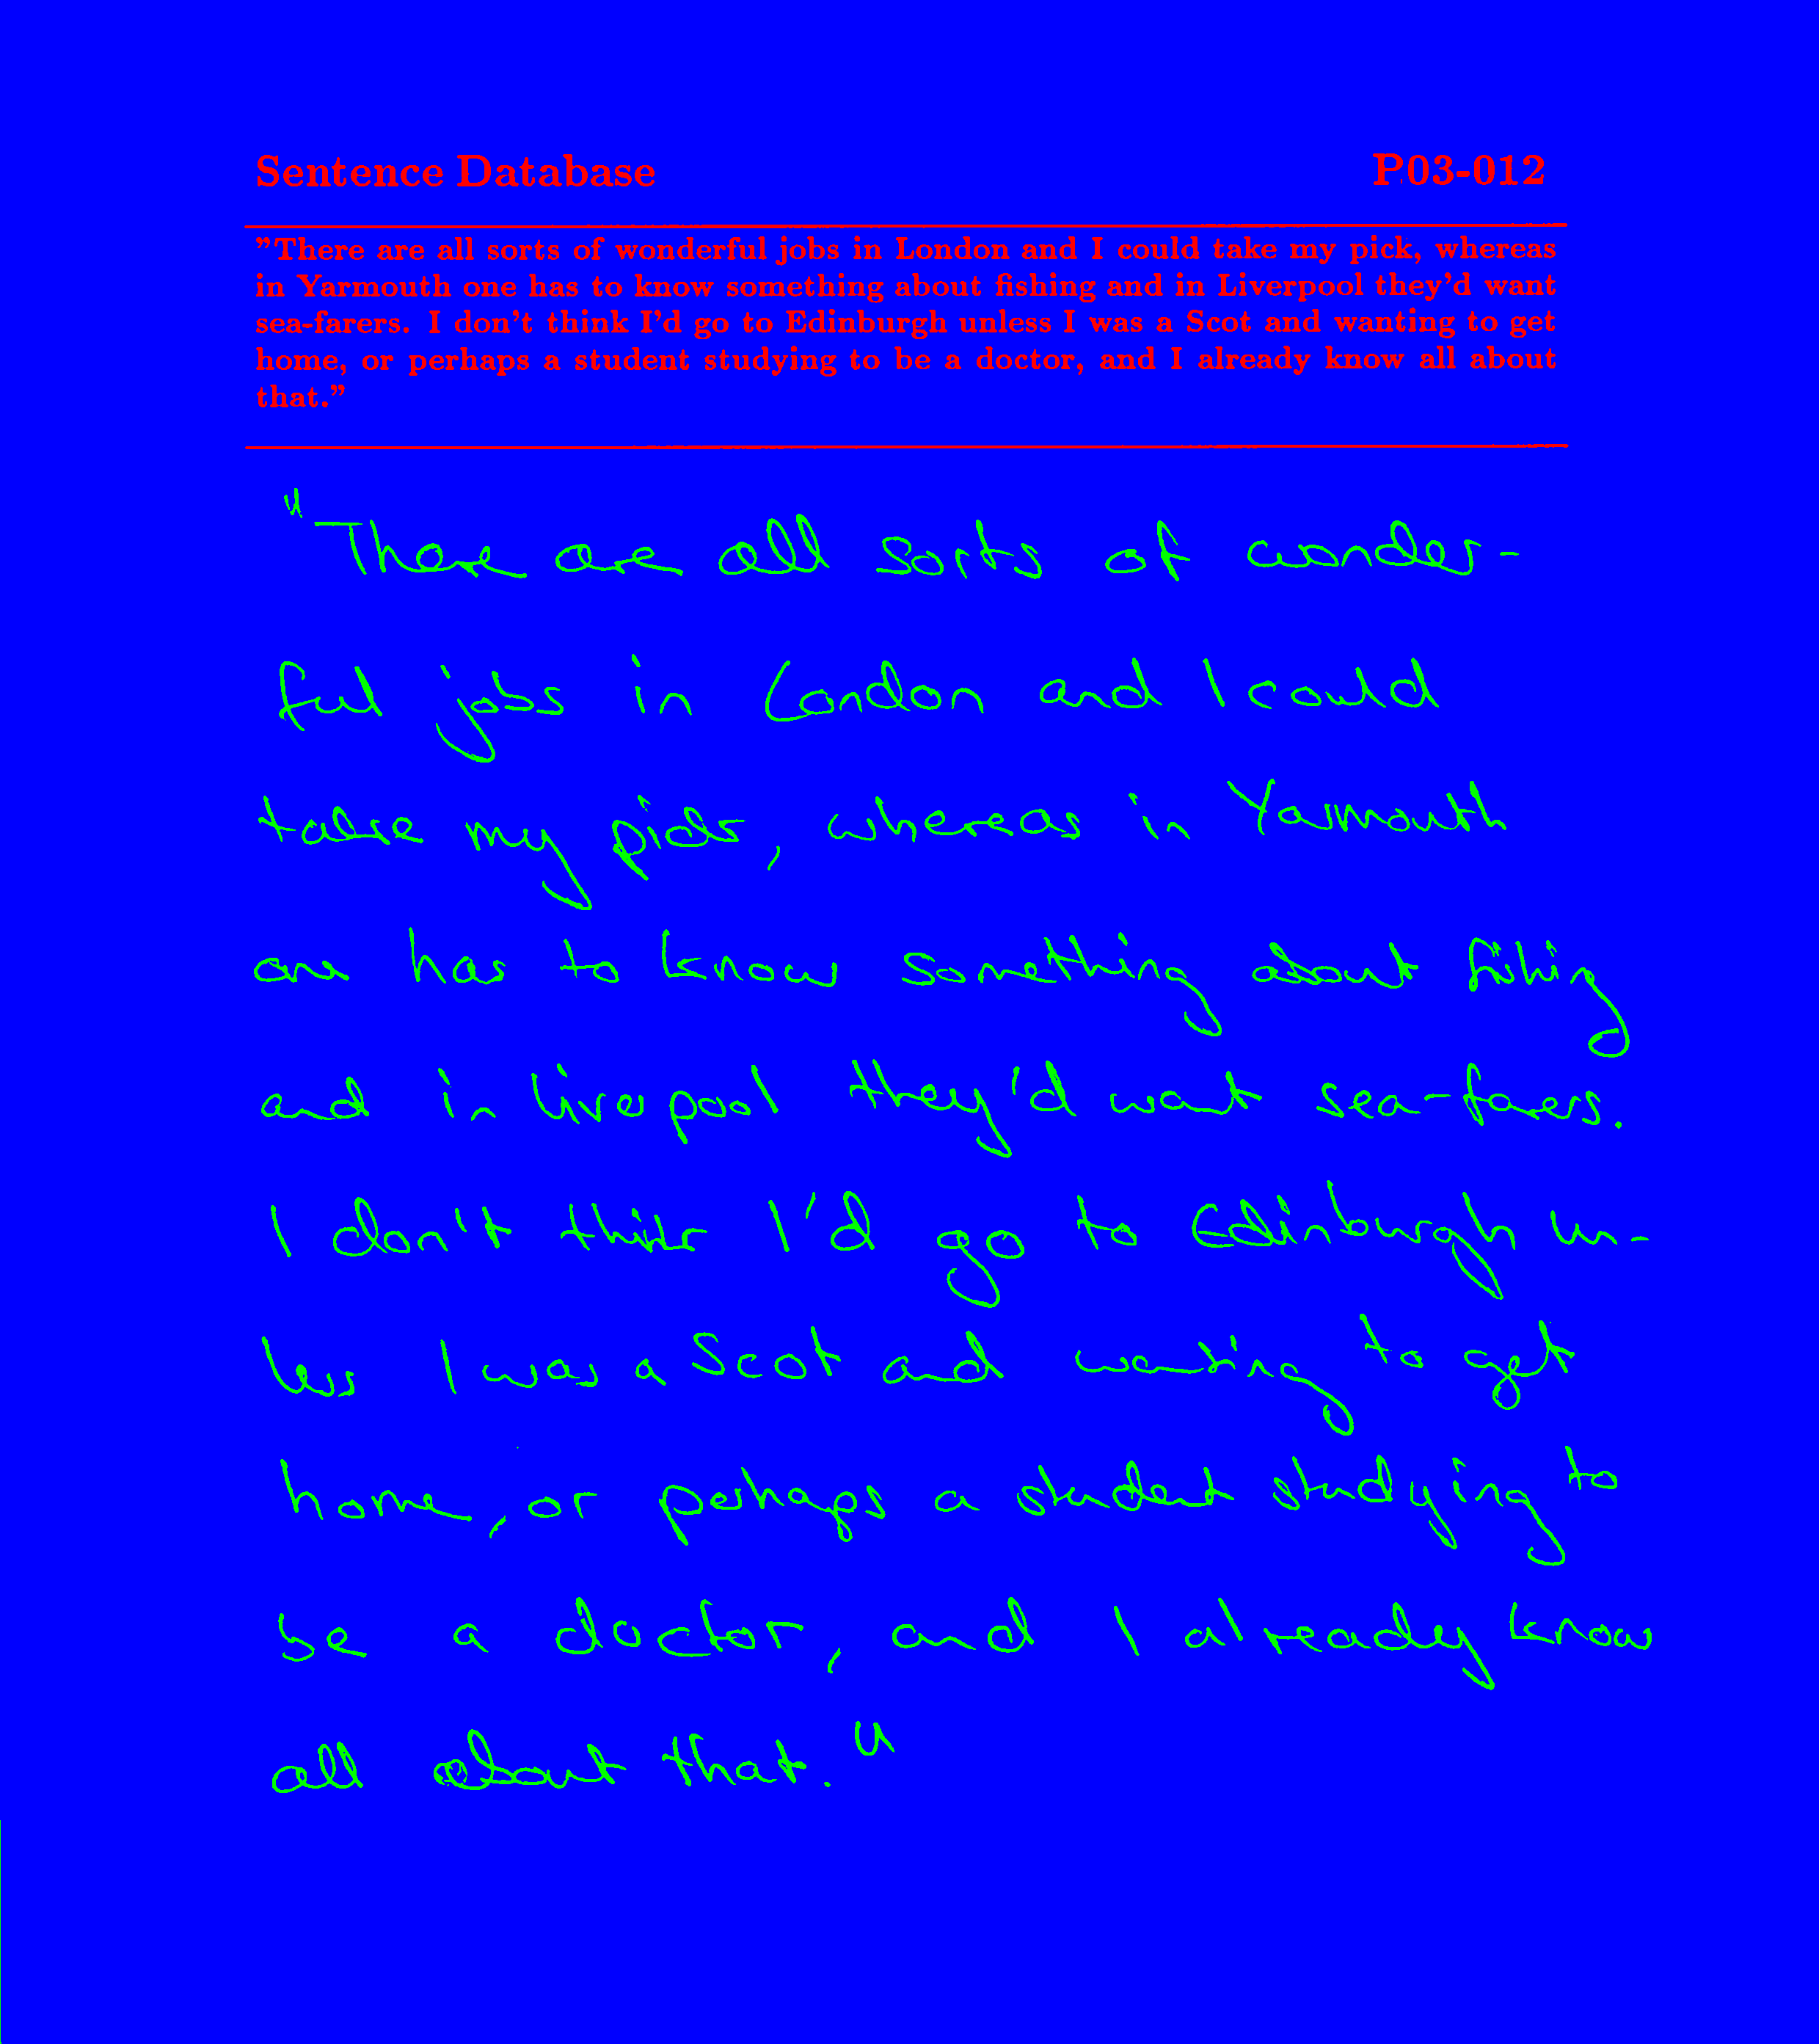 Sentence Database P03-012
"There are all sorts of wonderful jobs in London and I could take my pick, whereas
in Yarmouth one has to know something about fishing and in Liverpool they'd want
sea-farers. I don't think I'd go to Edinburgh unless I was a Scot and wanting to get
home, or perhaps a student studying to be a doctor, and I already know all about
that."
"There are all sorts of wonder-
ful jobs in London and I could
take my pick, whereas in Yarmouth
one has to know something about fishing
and in Liverpool they'd want sea-farers.
I don't think I'd go to Edinburgh un-
less I was a Scot and wanting to get
home, or perhaps a student studying to
be a doctor, and I already know
all about that."